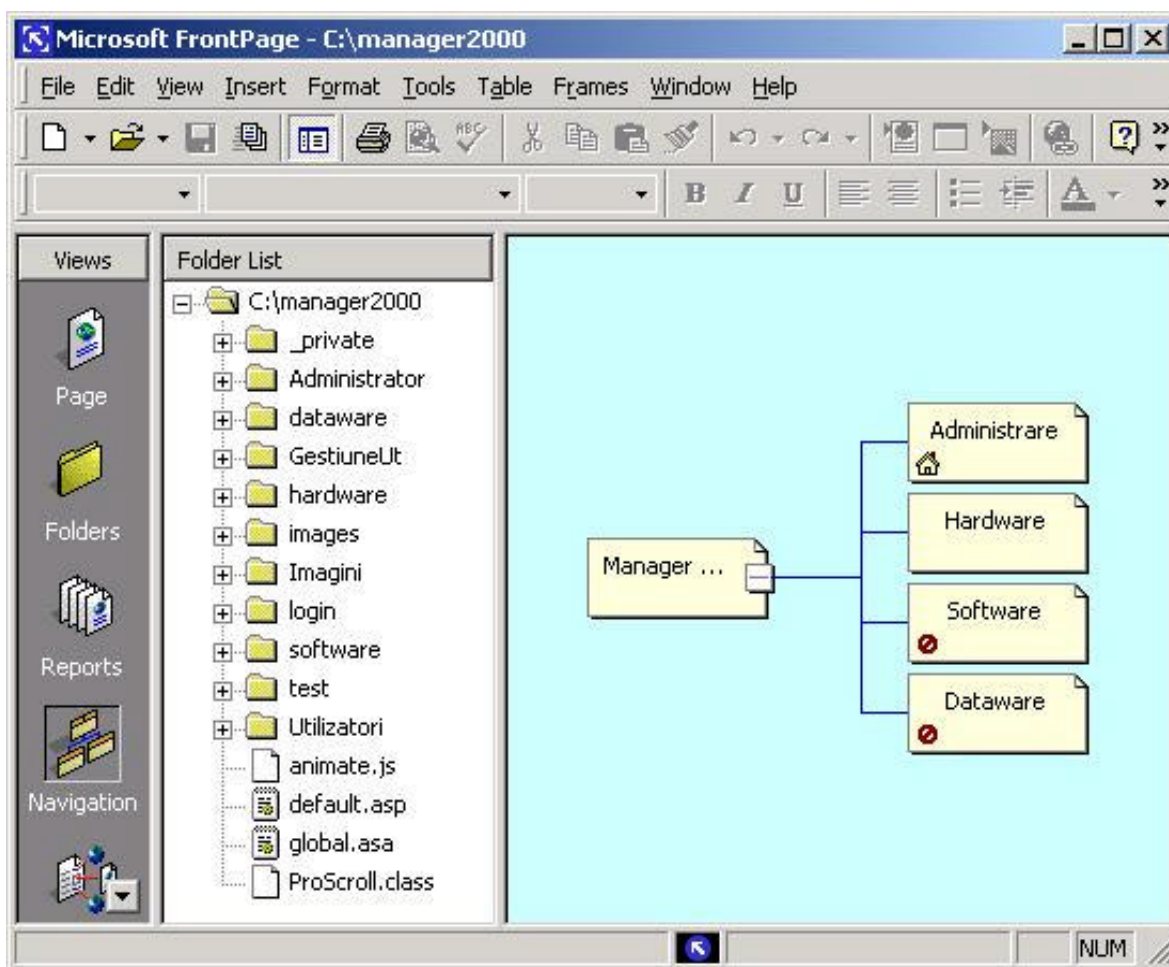 Microsoft FrontPage - C:\manager2000
File Edit View Insert Format Tools Table Frames Window Help
ABC
B I U A
Views
Page
Folders
Reports
Navigation
Folder List
C:\manager2000
_private
Administrator
dataware
GestiuneUt
hardware
images
Imagini
login
software
test
Utilizatori
animate.js
default.asp
global.asa
ProScroll.class
Manager ...
Administrare
Hardware
Software
Dataware
NUM